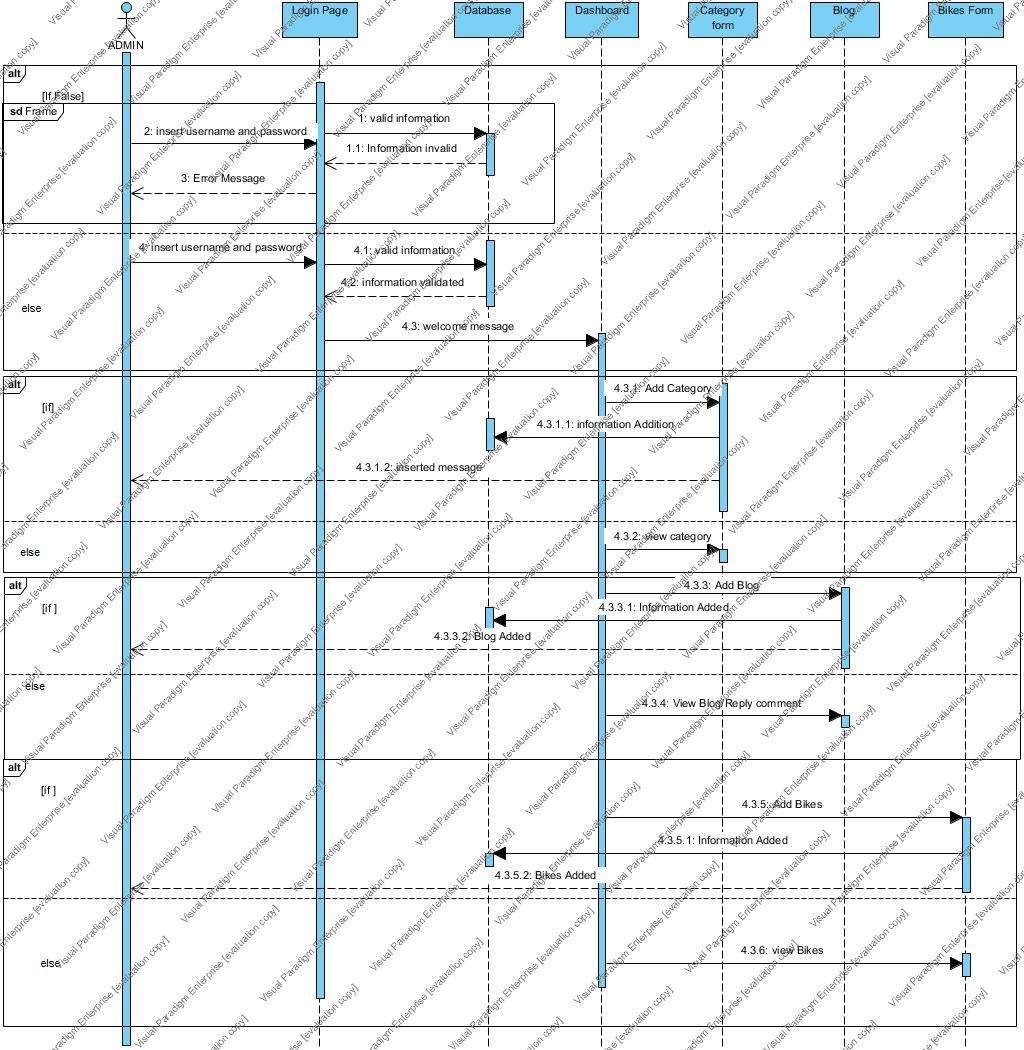 Login Page
Database
Dashboard
Category
form
Blog
Bikes Form
ADMIN
alt
[If False]
sd Frame
1: valid information
2: insert username and password
1.1: Information invalid
3: Error Message
4: insert username and password
4.1: valid information
4.2: information validated
else
4.3: welcome message
alt
4.3.1: Add Category
[if]
4.3.1.1: information Addition
4.3.1.2: inserted message
4.3.2: view category
else
alt
4.3.3: Add Blog
[if ]
4.3.3.1: Information Added
4.3.3.2: Blog Added
else
4.3.4: View Blog/Reply comment
alt
[if ]
4.3.5: Add Bikes
4.3.5.1: Information Added
4.3.5.2: Bikes Added
4.3.6: view Bikes
else
Visual Paradigm Enterprise [evaluation copy]